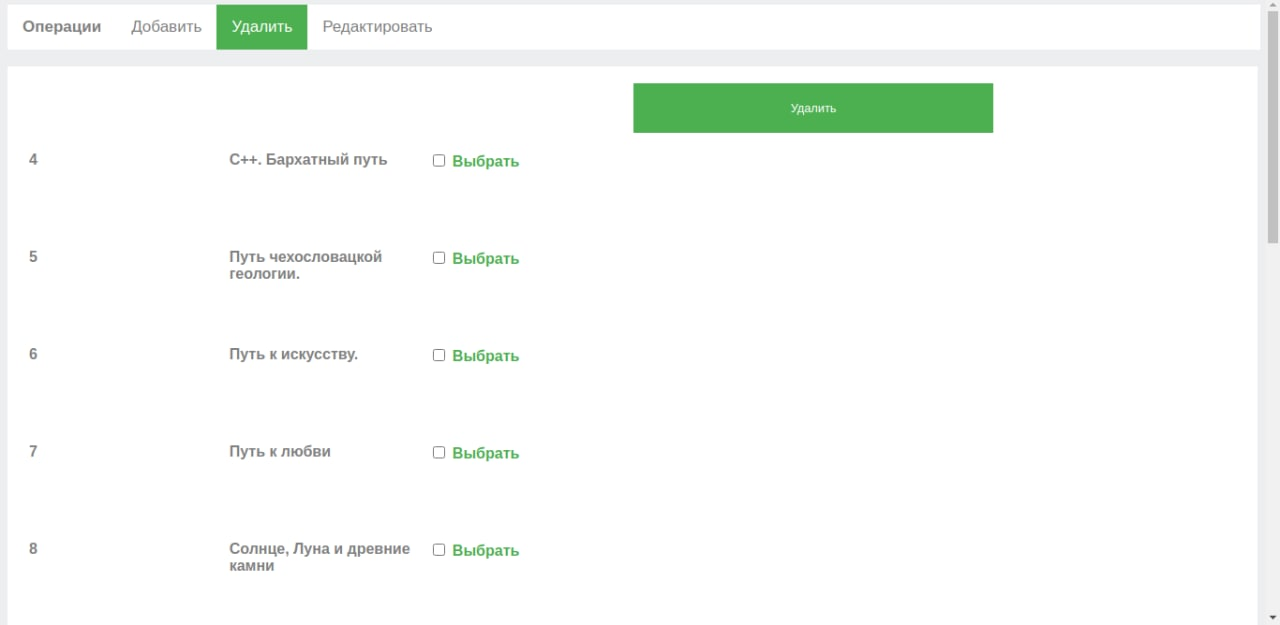 Операции Добавить Удалить Редактировать
Удалить
4 C++. Бархатный путь Выбрать
5 Путь чехословацкой Выбрать
геологии.
6 Путь к искусству. Выбрать
7 Путь к любви Выбрать
8 Солнце, Луна и древние Выбрать
камни